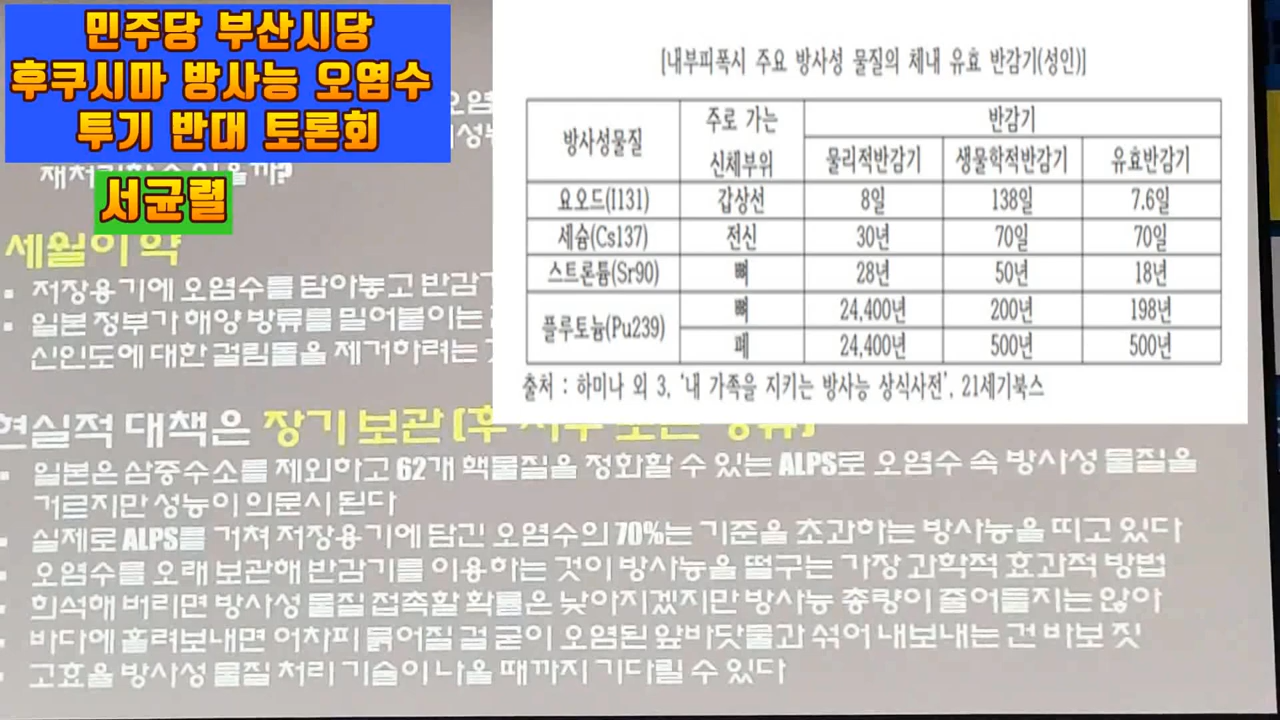 민주당 부산시당
후쿠시마 방사능 오염수
투기 반대 토론회
서균렬
세월이 약
▪ 저장용기에 오염수를 담아놓고 반감기
▪ 일본 정부가 해양 방류를 밀어붙이는
신인도에 대한 걸림돌을 제거하려는
현실적 대책은 장기 보관 (후
▪ 일본은 삼중수소를 제외하고 62개 핵물질을 정화할 수 있는 ALPS로 오염수 속 방사성 물질을
거르지만 성능이 의문시 된다
▪ 실제로 ALPS를 거쳐 저장용기에 담긴 오염수의 70%는 기준을 초과하는 방사능을 띠고 있다
▪ 오염수를 오래 보관해 반감기를 이용하는 것이 방사능을 떨구는 가장 과학적 효과적 방법
▪ 희석해 버리면 방사성 물질 접촉할 확률은 낮아지겠지만 방사능 총량이 줄어들지는 않아
▪ 바다에 흘려보내면 어차피 묽어질 걸 굳이 오염된 앞바닷물과 섞어 내보내는 건 바보 짓
▪ 고효율 방사성 물질 처리 기술이 나올 때까지 기다릴 수 있다
[내부피폭시 주요 방사성 물질의 체내 유효 반감기(성인)]
방사성물질 주로 가는 신체부위 반감기
물리적반감기 생물학적반감기 유효반감기
요오드(I131) 갑상선 8일 138일 7.6일
세슘(Cs137) 전신 30년 70일 70일
스트론튬(Sr90) 뼈 28년 50년 18년
플루토늄(Pu239) 뼈 24,400년 200년 198년
폐 24,400년 500년 500년
출처 : 하미나 외 3, '내 가족을 지키는 방사능 상식사전', 21세기북스